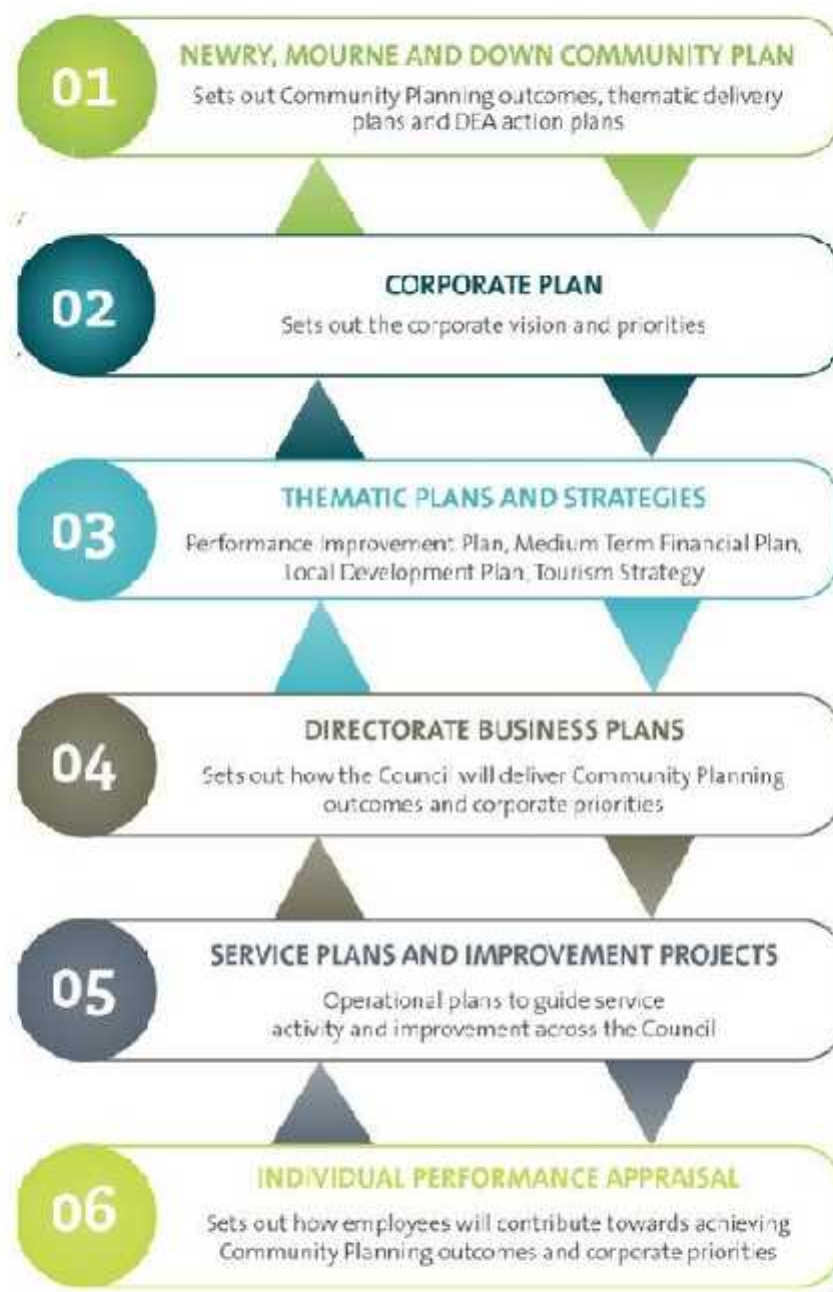 01
NEWRY, MOURNE AND DOWN COMMUNITY PLAN
Sets out Community Planning outcomes, thematic delivery
plans and DEA action plans
02
CORPORATE PLAN
Sets out the corporate vision and priorities
03
THEMATIC PLANS AND STRATEGIES
Performance Improvement Plan, Medium Term Financial Plan,
Local Development Plan, Tourism Strategy
04
DIRECTORATE BUSINESS PLANS
Sets out how the Council will deliver Community Planning
outcomes and corporate priorities
05
SERVICE PLANS AND IMPROVEMENT PROJECTS
Operational plans to guide service
activity and improvement across the Council
06
INDIVIDUAL PERFORMANCE APPRAISAL
Sets out how employees will contribute towards achieving
Community Planning outcomes and corporate priorities